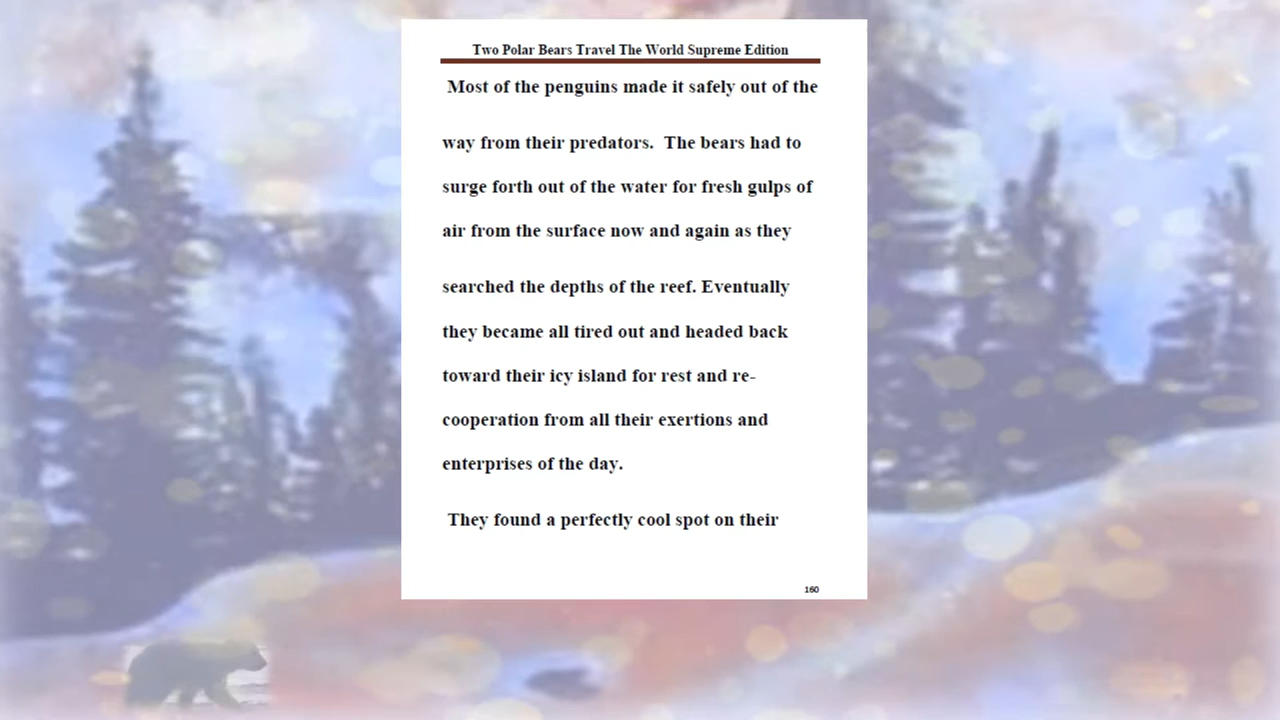 Two Polar Bears Travel The World Supreme Edition
Most of the penguins made it safely out of the
way from their predators.  The bears had to
surge forth out of the water for fresh gulps of
air from the surface now and again as they
searched the depths of the reef. Eventually
they became all tired out and headed back
toward their icy island for rest and re-
cooperation from all their exertions and
enterprises of the day.
They found a perfectly cool spot on their
160